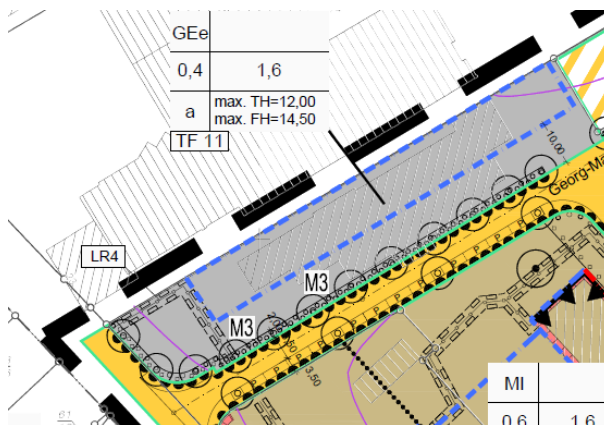 GEe
0,4 1,6
a max. TH=12,00
max. FH=14,50
TF 11
10,00
Georg-Ma
LR4
M3
M3
3,50
61
MI
0,6 1,6